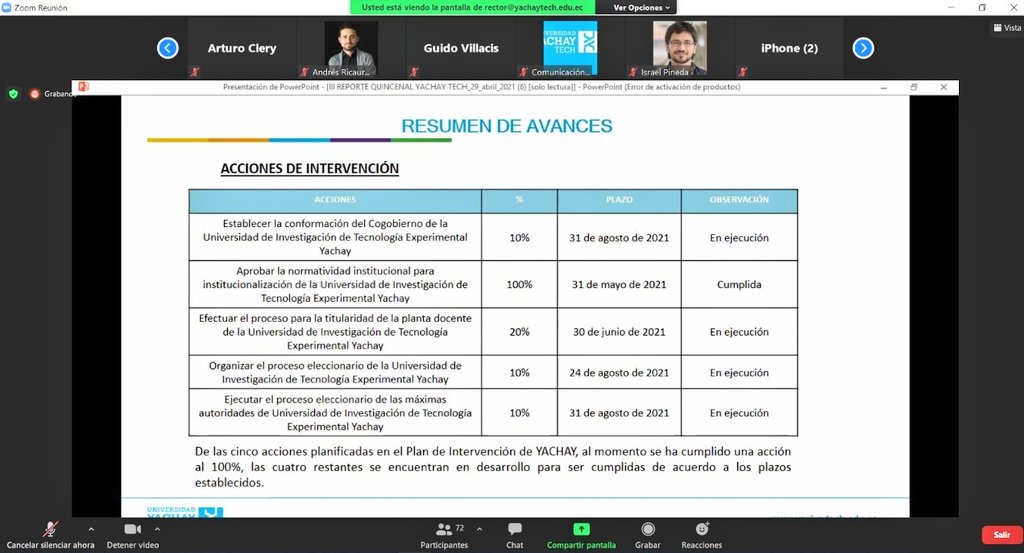 Zoom Reunión
Usted está viendo la pantalla de rector@yachaytech.edu.ec
Ver Opciones
Vista
Arturo Clery
Andrés Ricaur...
Guido Villacis
UNIVERSIDAD
YACHAY
TECH
Comunicación...
Israel Pineda
iPhone (2)
Grabando
Presentación de PowerPoint - [III REPORTE QUINCENAL YACHAY TECH_29_abril_2021 (6) [solo lectura]] - PowerPoint (Error de activación de productos)
RESUMEN DE AVANCES
ACCIONES DE INTERVENCIÓN
ACCIONES % PLAZO OBSERVACIÓN
Establecer la conformación del Cogobierno de la
Universidad de Investigación de Tecnología Experimental
Yachay
10% 31 de agosto de 2021 En ejecución
Aprobar la normatividad institucional para
institucionalización de la Universidad de Investigación de
Tecnología Experimental Yachay
100% 31 de mayo de 2021 Cumplida
Efectuar el proceso para la titularidad de la planta docente
de la Universidad de Investigación de Tecnología
Experimental Yachay
20% 30 de junio de 2021 En ejecución
Organizar el proceso eleccionario de la Universidad de
Investigación de Tecnología Experimental Yachay
10% 24 de agosto de 2021 En ejecución
Ejecutar el proceso eleccionario de las máximas
autoridades de Universidad de Investigación de Tecnología
Experimental Yachay
10% 31 de agosto de 2021 En ejecución
De las cinco acciones planificadas en el Plan de Intervención de YACHAY, al momento se ha cumplido una acción
al 100%, las cuatro restantes se encuentran en desarrollo para ser cumplidas de acuerdo a los plazos
establecidos.
UNIVERSIDAD
YACHAY
Cancelar silenciar ahora
Detener video
72
Participantes
Chat
Compartir pantalla
Grabar
Reacciones
Salir